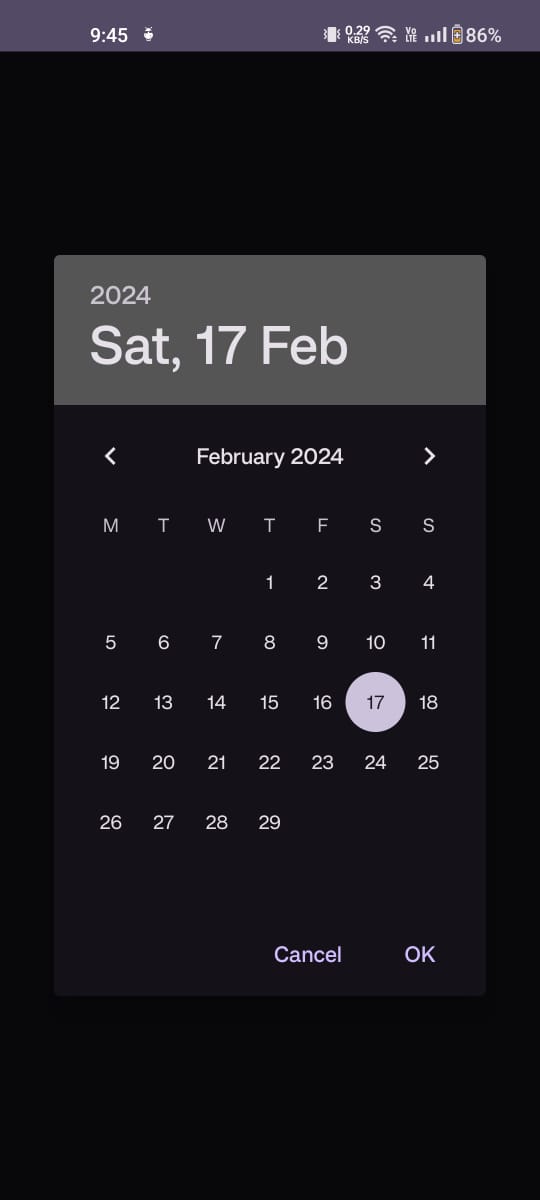 9:45 0.29 KB/S Vo LTE 86%
2024
Sat, 17 Feb
February 2024
M T W T F S S
1 2 3 4
5 6 7 8 9 10 11
12 13 14 15 16 17 18
19 20 21 22 23 24 25
26 27 28 29
Cancel OK